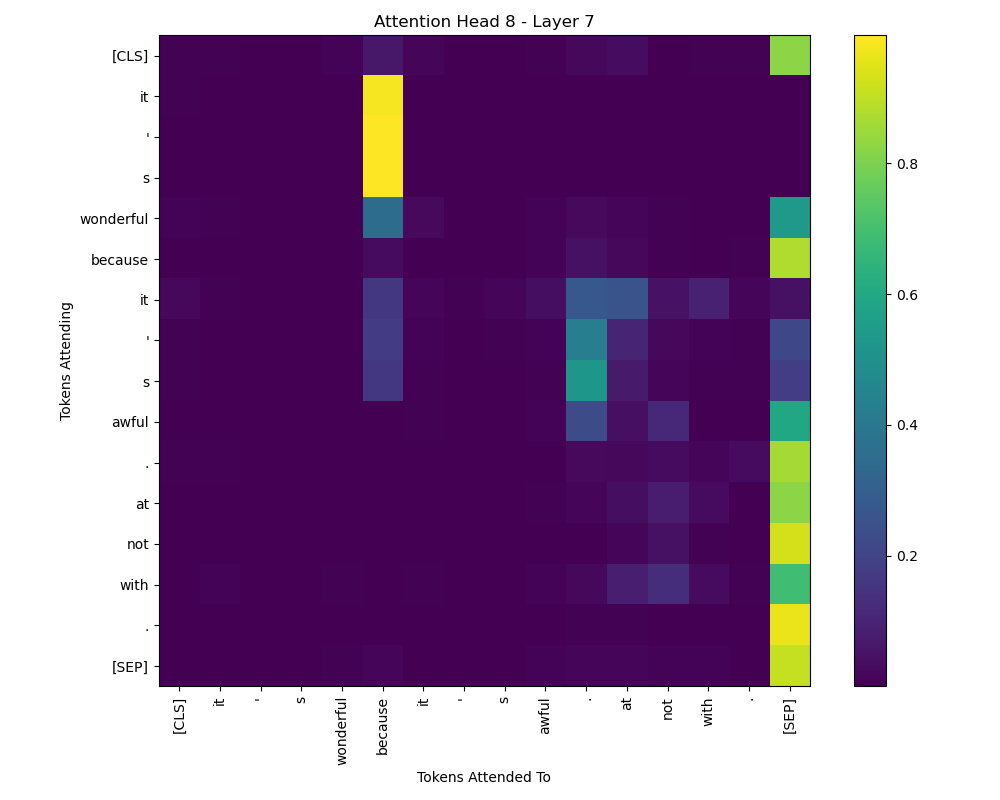 Attention Head 8 - Layer 7
Tokens Attending
[CLS]
it
'
s
wonderful
because
it
'
s
awful
.
at
not
with
.
[SEP]
[CLS]
it
'
s
wonderful
because
it
'
s
awful
.
at
not
with
.
[SEP]
Tokens Attended To
0.8
0.6
0.4
0.2